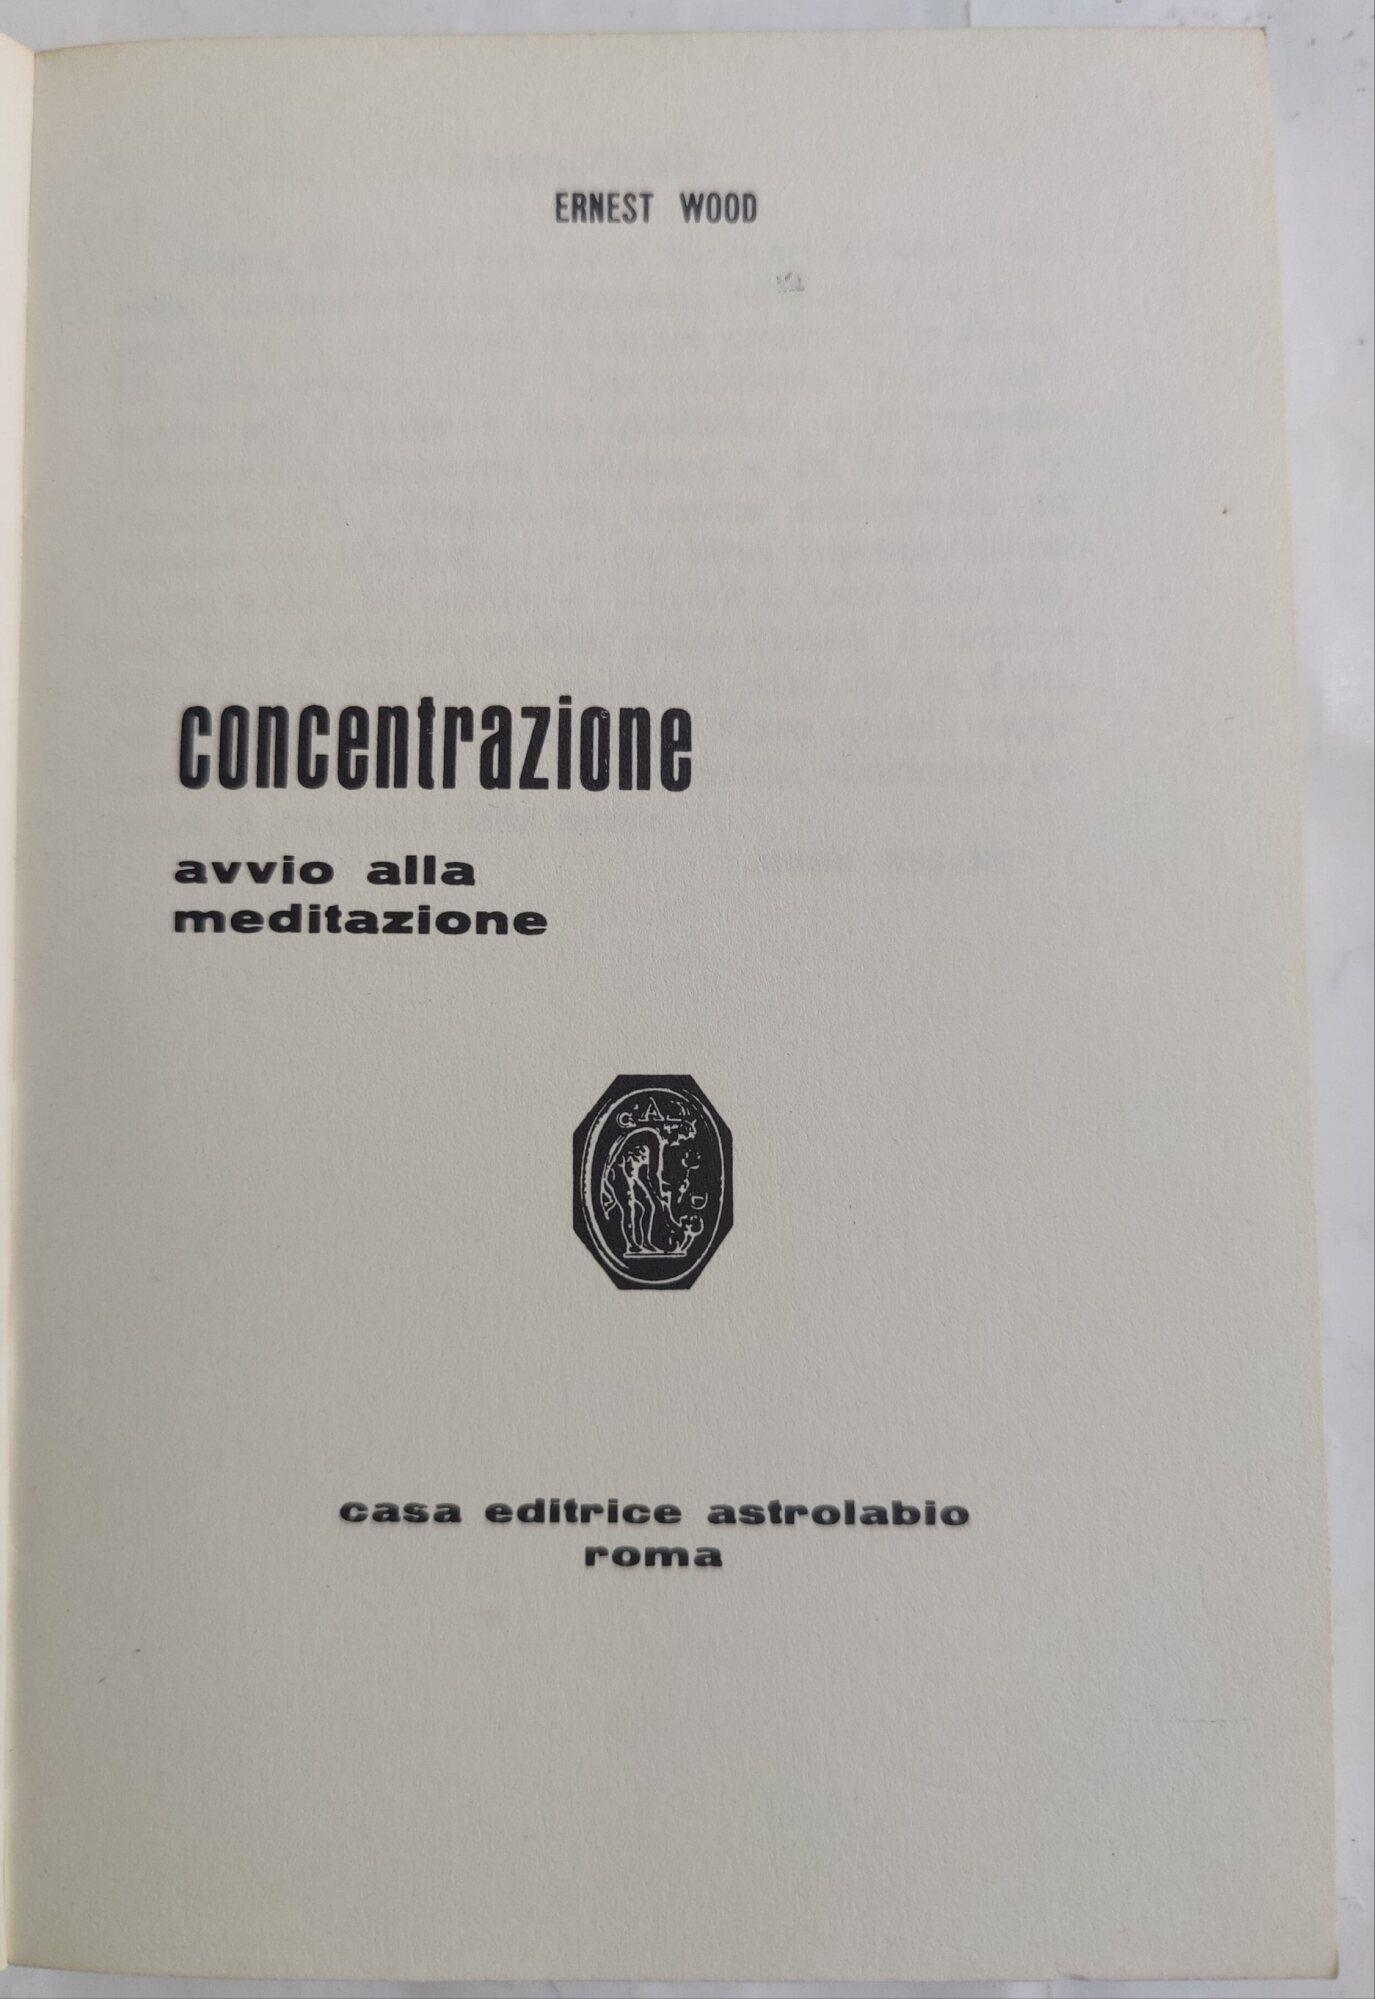 ERNEST WOOD
concentrazione
avvio alla
meditazione
casa editrice astrolabio
roma